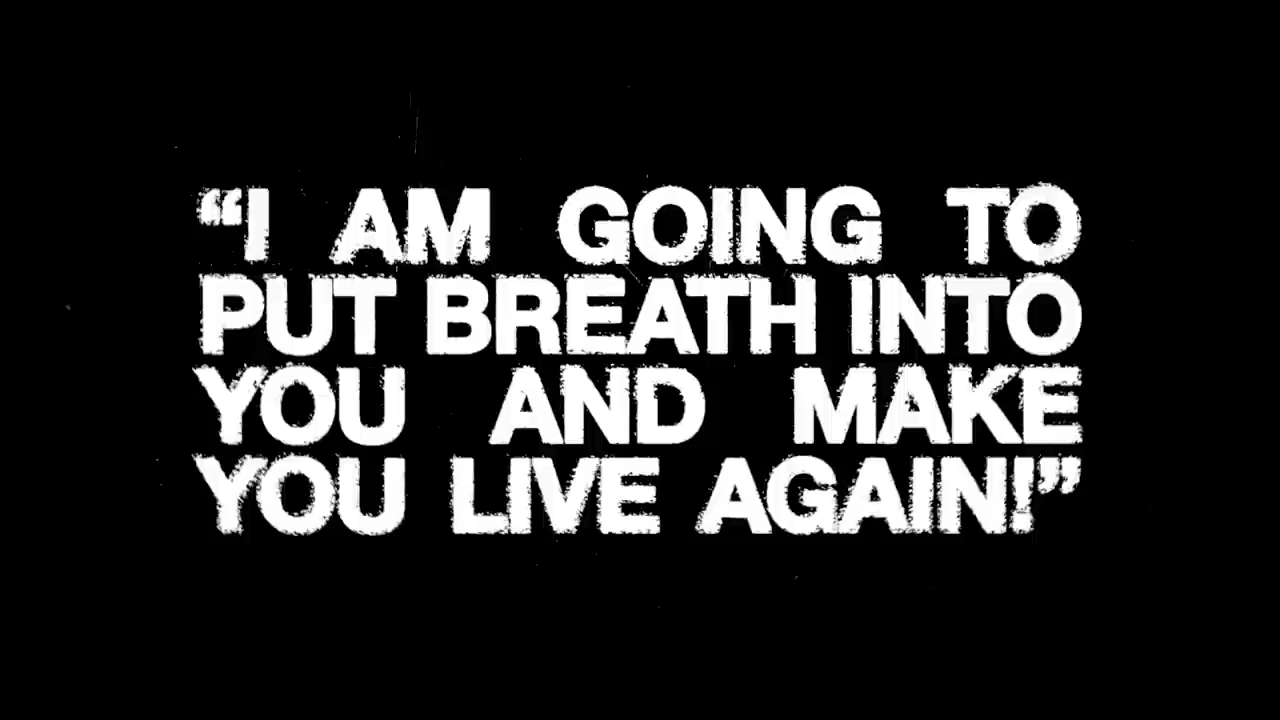 “I AM GOING TO
PUT BREATH INTO
YOU AND MAKE
YOU LIVE AGAIN!”